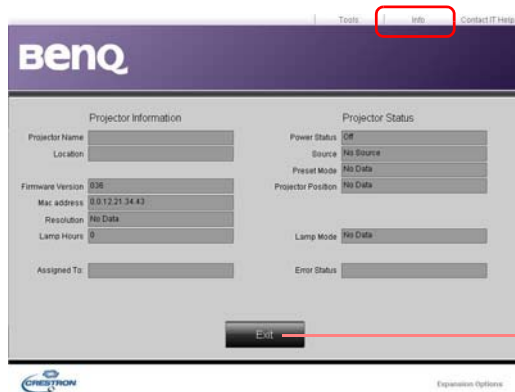 Tools
Info
Contact IT Help
BenQ
Projector Information
Projector Name
Location
Firmware Version 036
Mac address 0.0.12.21.34.43
Resolution No Data
Lamp Hours 0
Assigned To:
Projector Status
Power Status Off
Source No Source
Preset Mode No Data
Projector Position No Data
Lamp Mode No Data
Error Status
Exit
CRESTRON
Expansion Options